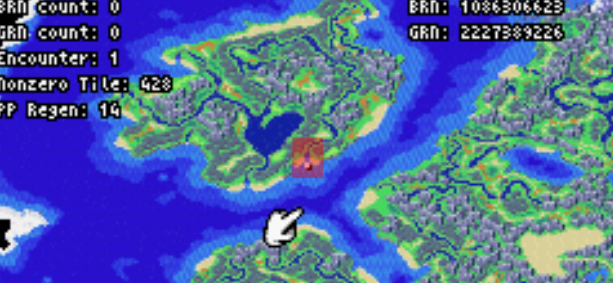 BRN count: 0
GRN count: 0
Encounter: 1
Nonzero Tile: 428
PP Regen: 14
BRN: 1086306623
GRN: 2227389226